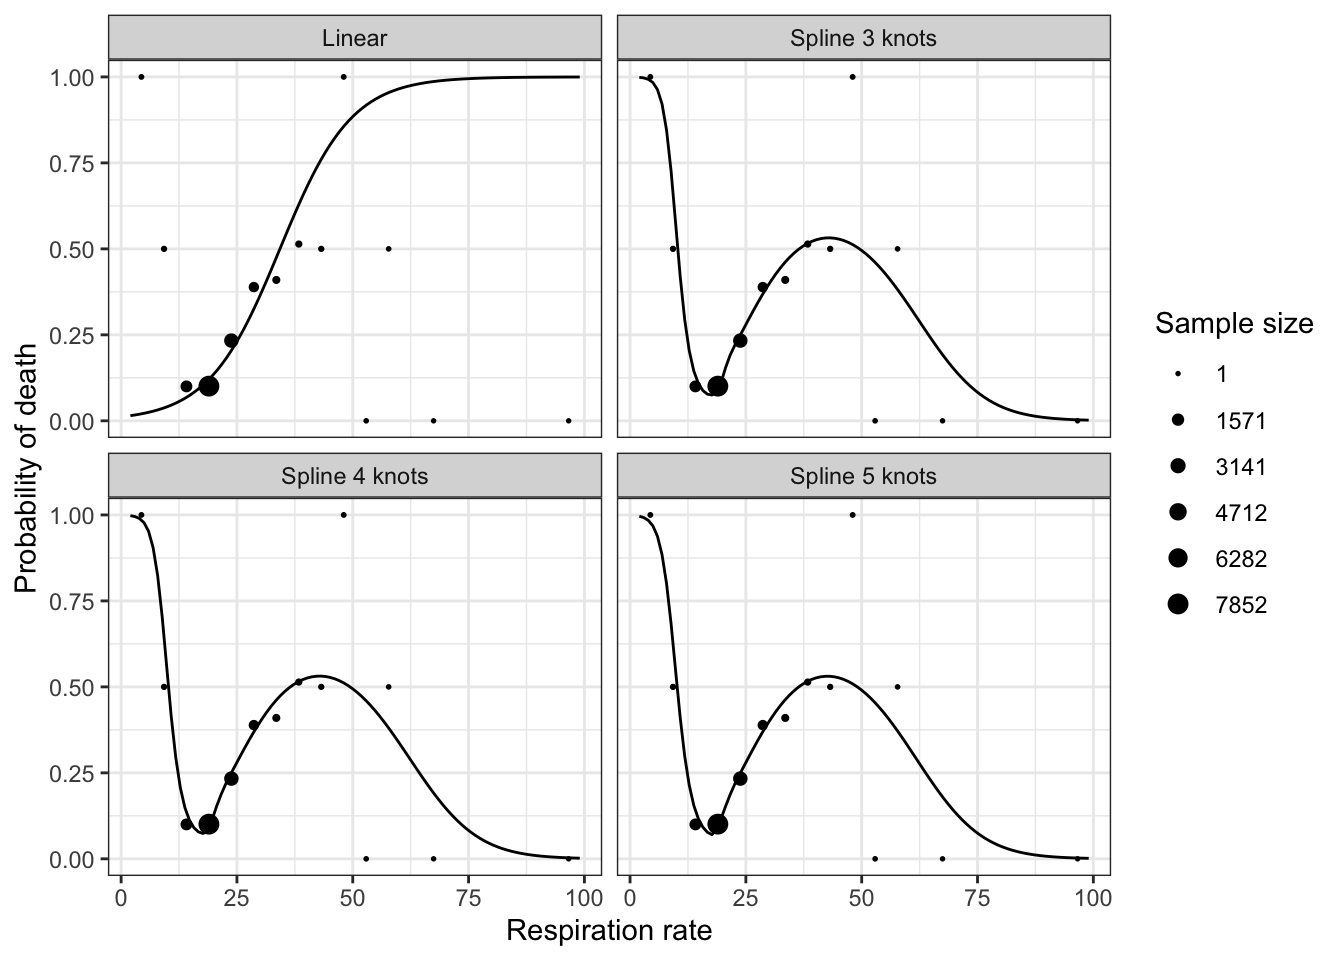 Linear
Spline 3 knots
1.00
0.75
0.50
0.25
0.00
Spline 4 knots
Spline 5 knots
1.00
0.75
0.50
0.25
0.00
0 25 50 75 100
0 25 50 75 100
Respiration rate
Probability of death
Sample size
1
1571
3141
4712
6282
7852